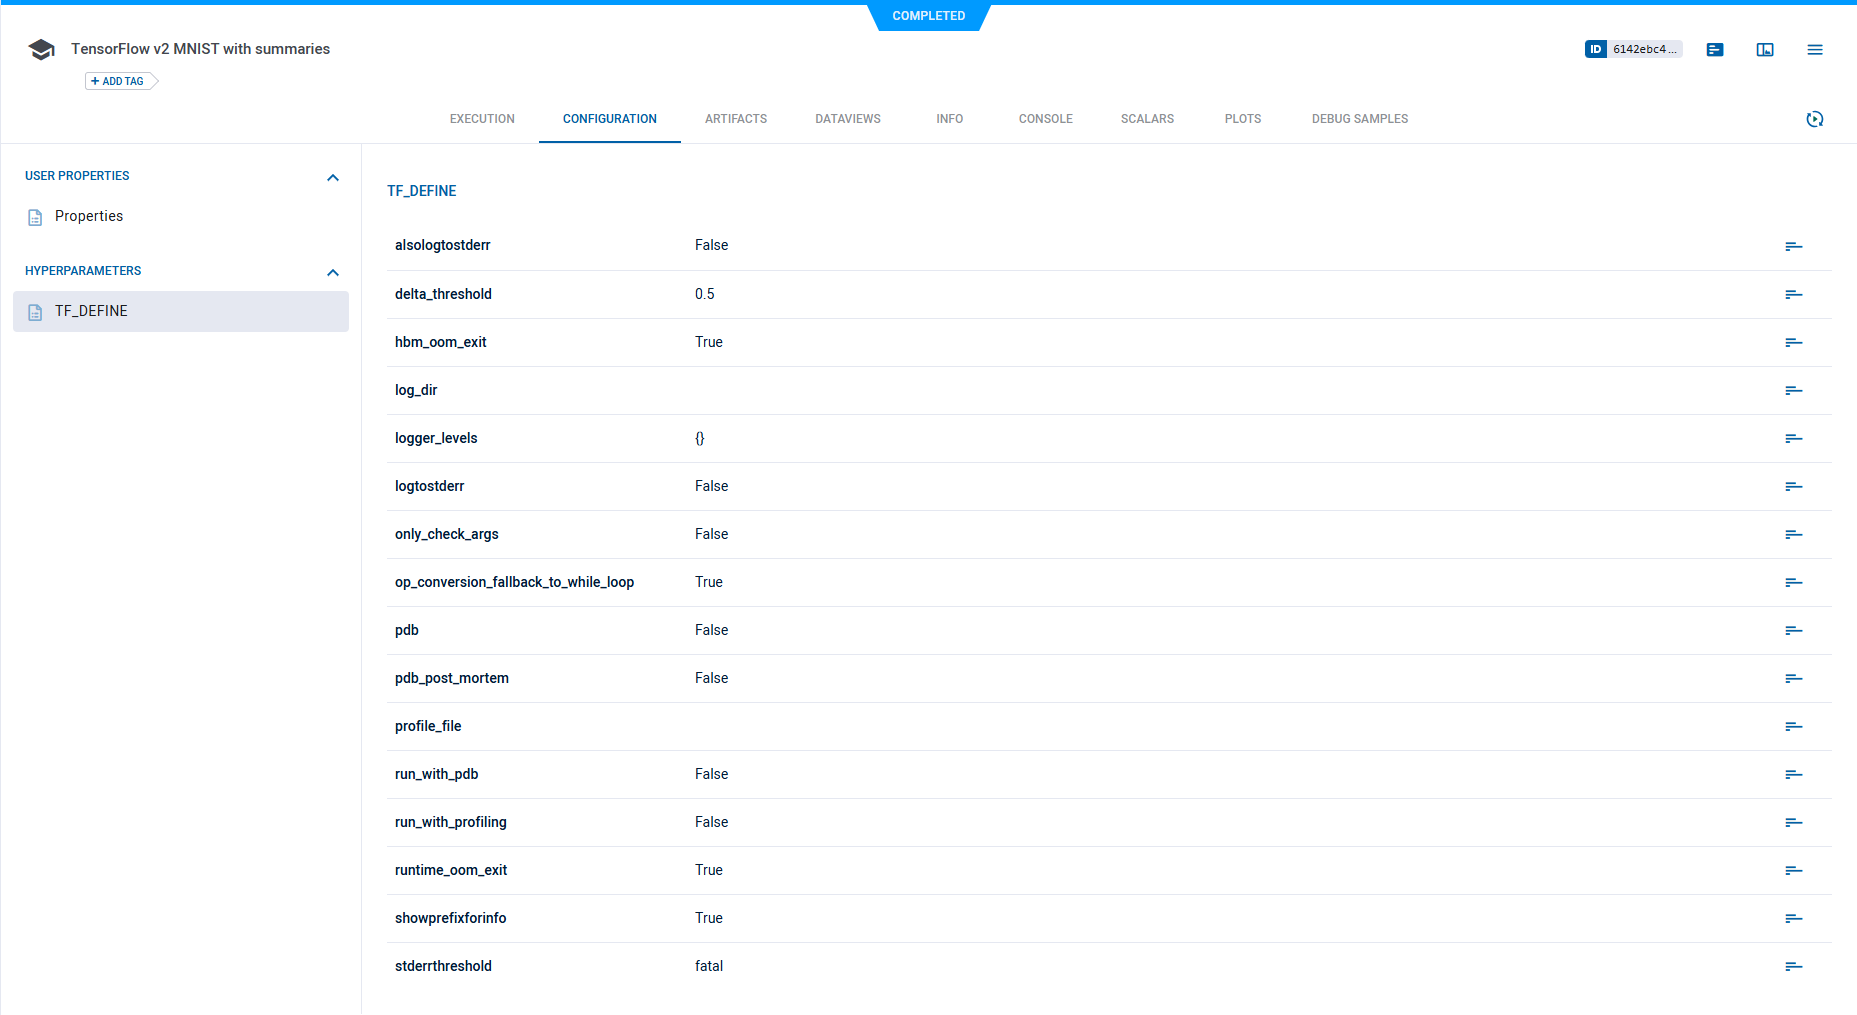 COMPLETED
TensorFlow v2 MNIST with summaries
ID 6142ebc4...
+ ADD TAG
EXECUTION CONFIGURATION ARTIFACTS DATAVIEWS INFO CONSOLE SCALARS PLOTS DEBUG SAMPLES
USER PROPERTIES
Properties
HYPERPARAMETERS
TF_DEFINE
TF_DEFINE
alsologtostderr False
delta_threshold 0.5
hbm_oom_exit True
log_dir
logger_levels {}
logtostderr False
only_check_args False
op_conversion_fallback_to_while_loop True
pdb False
pdb_post_mortem False
profile_file
run_with_pdb False
run_with_profiling False
runtime_oom_exit True
showprefixforinfo True
stderrthreshold fatal